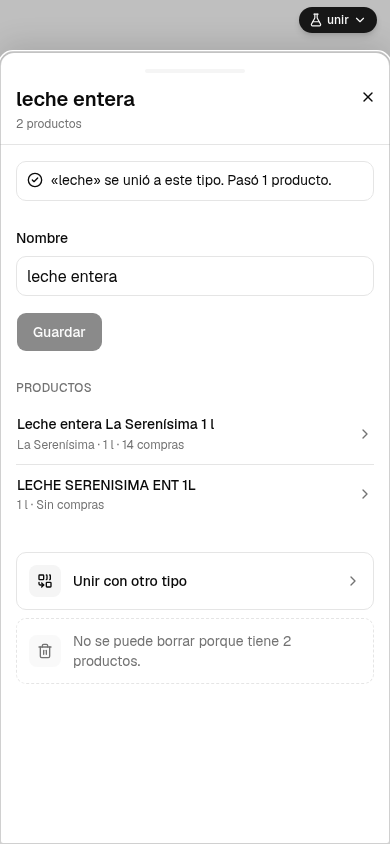 unir
leche entera
2 productos
«leche» se unió a este tipo. Pasó 1 producto.
Nombre
leche entera
Guardar
PRODUCTOS
Leche entera La Serenísima 1 l
La Serenísima · 1 l · 14 compras
LECHE SERENISIMA ENT 1L
1 l · Sin compras
Unir con otro tipo
No se puede borrar porque tiene 2
productos.